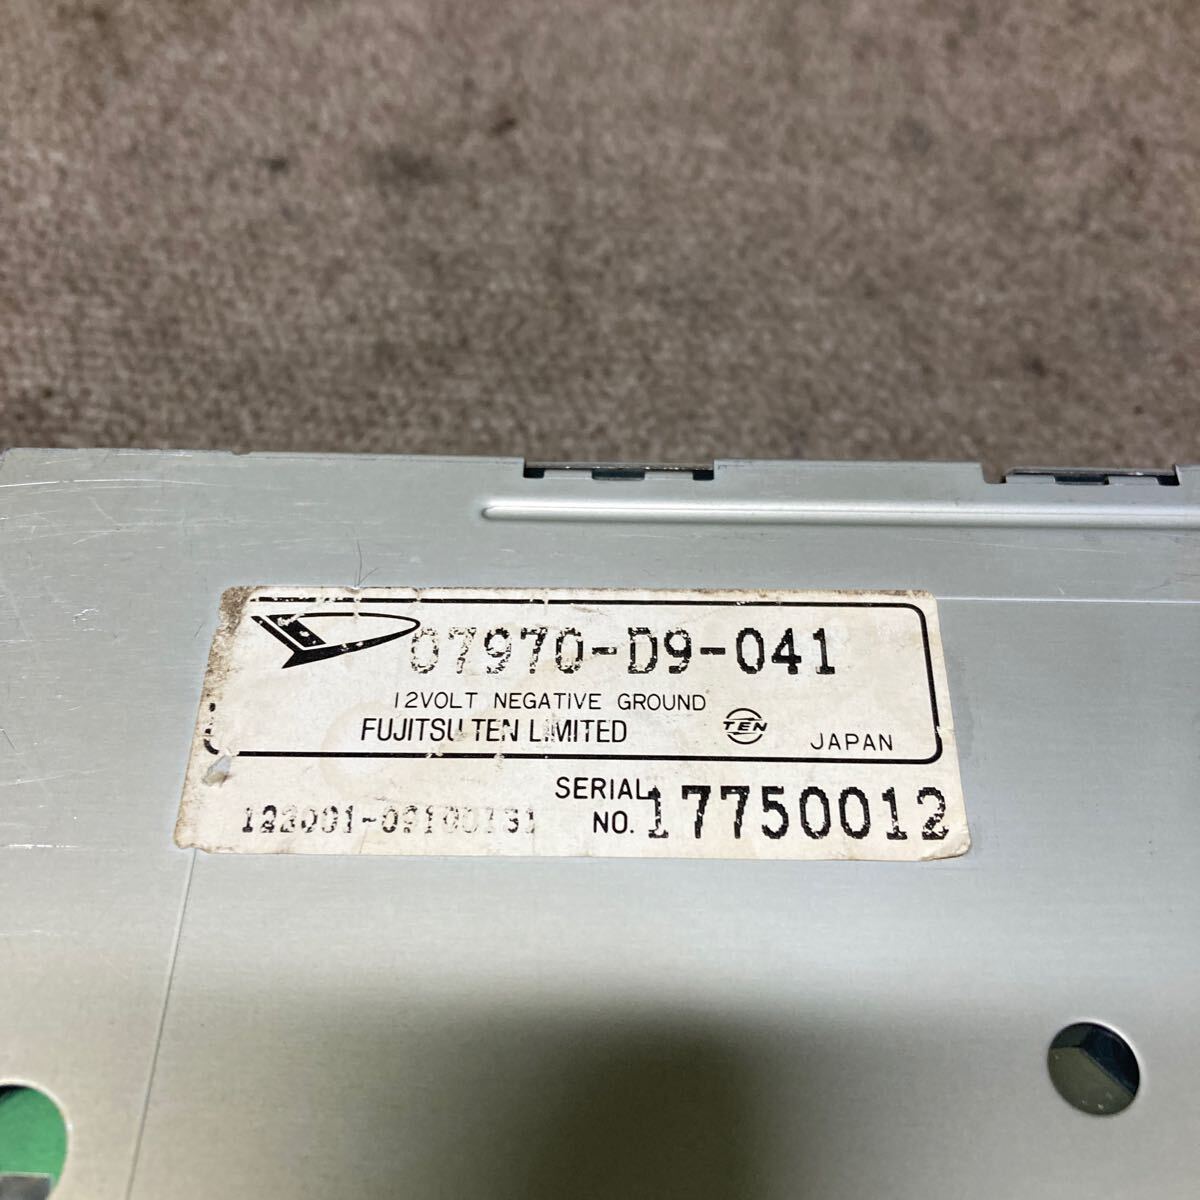 07970-D9-041
12VOLT NEGATIVE GROUND
FUJITSU TEN LIMITED TEN JAPAN
SERIAL
NO. 17750012